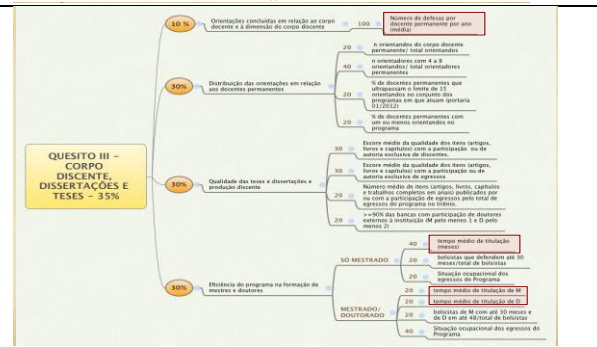 QUESITO III –
CORPO
DISCENTE,
DISSERTAÇÕES E
TESES – 35%
10 %
Orientações concluídas em relação ao corpo
docente e à dimensão do corpo discente
100
Número de defesas por
docente permanente por ano
(média)
30%
Distribuição das orientações em relação
aos docentes permanentes
20
n orientandos do corpo docente
permanente/ total orientandos
40
n orientadores com 4 a 8
orientandos/ total orientadores
permanentes
20
% de docentes permanentes que
ultrapassam o limite de 15
orientandos no conjunto dos
programas em que atuam (portaria
01/2012)
20
% de docentes permanentes com
um ou menos orientandos no
programa
30%
Qualidade das teses e dissertações e
produção discente
30
Escore médio da qualidade dos itens (artigos,
livros e capítulos) com a participação ou de
autoria exclusiva de discentes.
30
Escore médio da qualidade dos itens (artigos,
livros e capítulos) com a participação ou de
autoria exclusiva de egressos
20
Número médio de itens (artigos, livros, capítulos
e trabalhos completos em anais) publicados por
ou com a participação de egressos pelo total de
egressos do programa no triênio.
20
>=90% das bancas com participação de doutores
externos à instituição (M pelo menos 1 e D pelo
menos 2)
30%
Eficiência do programa na formação de
mestres e doutores
SÓ MESTRADO
40
tempo médio de titulação
(meses)
20
bolsistas que defendem até 30
meses/total de bolsistas
20
Situação ocupacional dos
egressos do Programa
MESTRADO/
DOUTORADO
20
tempo médio de titulação de M
20
tempo médio de titulação de D
20
bolsistas de M com até 30 meses e
de D em até 48/total de bolsistas
40
Situação ocupacional dos egressos do
Programa